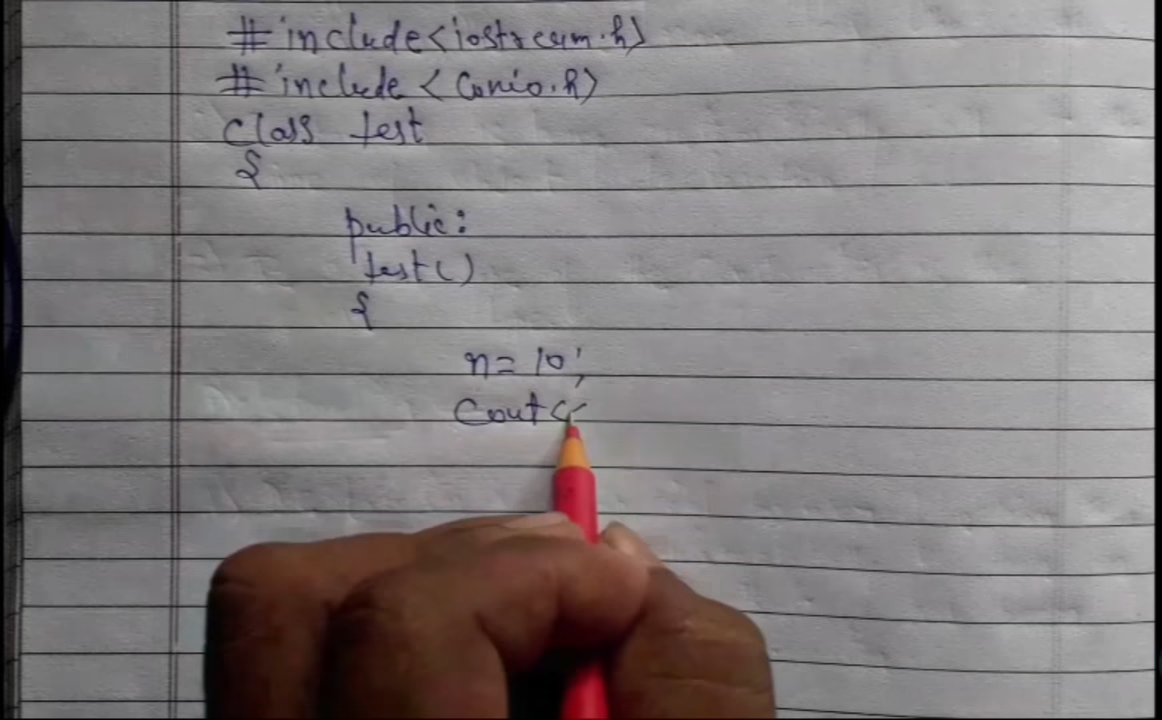 #include<iostream.h>
#include<conio.h>
class test
{
public:
test()
{
n=10;
Cout<<